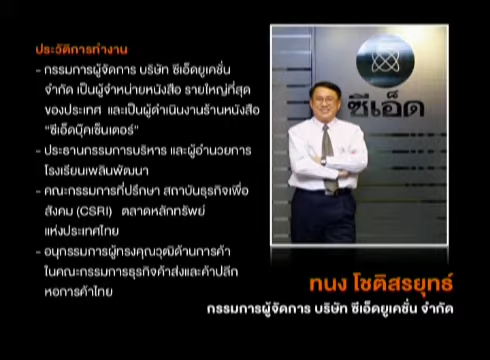 ประวัติการทำงาน
- กรรมการผู้จัดการ บริษัท ซีเอ็ดยูเคชั่น
จำกัด เป็นผู้จำหน่ายหนังสือ รายใหญ่ที่สุด
ของประเทศ และเป็นผู้ดำเนินงานร้านหนังสือ
"ซีเอ็ดบุ๊คเซ็นเตอร์"
- ประธานกรรมการบริหาร และผู้อำนวยการ
โรงเรียนเพลินพัฒนา
- คณะกรรมการที่ปรึกษา สถาบันธุรกิจเพื่อ
สังคม (CSRI) ตลาดหลักทรัพย์
แห่งประเทศไทย
- อนุกรรมการผู้ทรงคุณวุฒิด้านการค้า
ในคณะกรรมการธุรกิจค้าส่งและค้าปลีก
หอการค้าไทย
ซีเอ็ด
ทนง โชติสรยุทธ์
กรรมการผู้จัดการ บริษัท ซีเอ็ดยูเคชั่น จำกัด